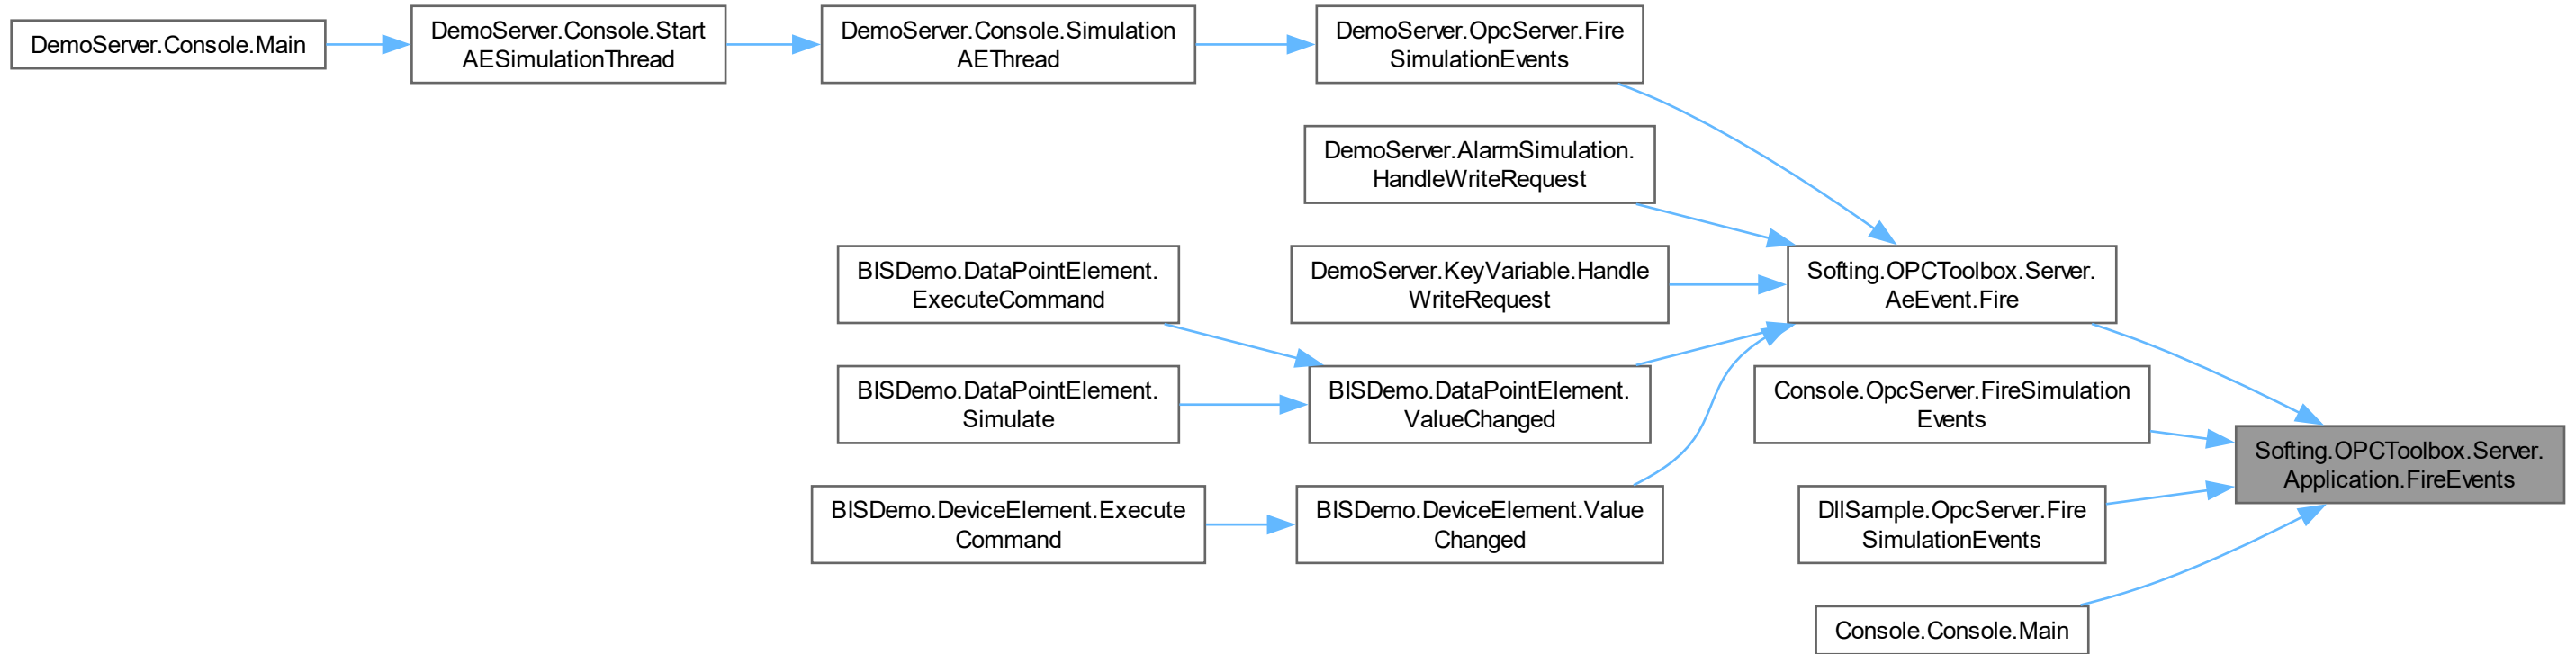 DemoServer.Console.Main
DemoServer.Console.Start
AESimulationThread
DemoServer.Console.Simulation
AEThread
DemoServer.OpcServer.Fire
SimulationEvents
DemoServer.AlarmSimulation.
HandleWriteRequest
BISDemo.DataPointElement.
ExecuteCommand
DemoServer.KeyVariable.Handle
WriteRequest
Softing.OPCToolbox.Server.
AeEvent.Fire
BISDemo.DataPointElement.
Simulate
BISDemo.DataPointElement.
ValueChanged
Console.OpcServer.FireSimulation
Events
Softing.OPCToolbox.Server.
Application.FireEvents
BISDemo.DeviceElement.Execute
Command
BISDemo.DeviceElement.Value
Changed
DllSample.OpcServer.Fire
SimulationEvents
Console.Console.Main